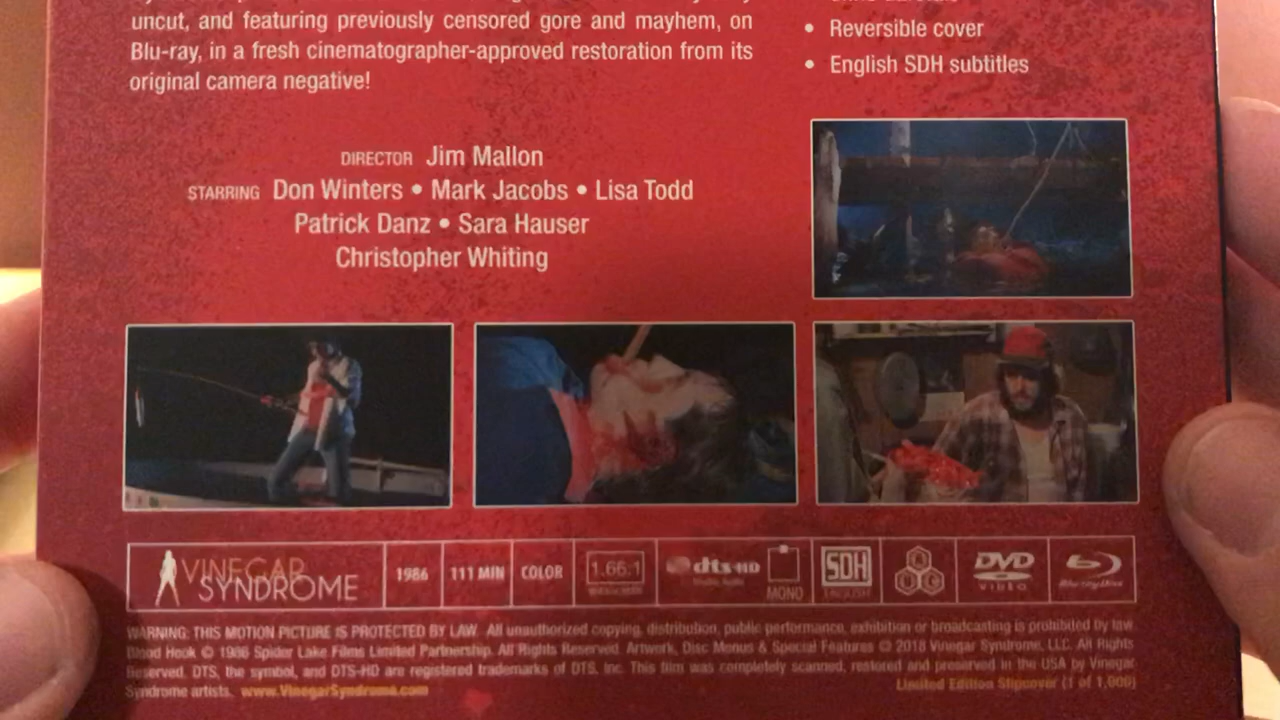 uncut, and featuring previously censored gore and mayhem, on
Blu-ray, in a fresh cinematographer-approved restoration from its
original camera negative!
• Reversible cover
• English SDH subtitles
DIRECTOR Jim Mallon
STARRING Don Winters • Mark Jacobs • Lisa Todd
Patrick Danz • Sara Hauser
Christopher Whiting
VINEGAR
SYNDROME
1986
111 MIN
COLOR
1.66:1
WIDESCREEN
dts-HD
Master Audio
MONO
SDH
ENGLISH
DVD
VIDEO
Blu-ray Disc
WARNING: THIS MOTION PICTURE IS PROTECTED BY LAW. All unauthorized copying, distribution, public performance, exhibition or broadcasting is prohibited by law.
Blood Hook © 1986 Spider Lake Films Limited Partnership. All Rights Reserved. Artwork, Disc Menus & Special Features © 2018 Vinegar Syndrome, LLC. All Rights
Reserved. DTS, the symbol, and DTS-HD are registered trademarks of DTS, Inc. This film was completely scanned, restored and preserved in the USA by Vinegar
Syndrome artists. www.VinegarSyndrome.com
Limited Edition Slipcover (1 of 1,000)